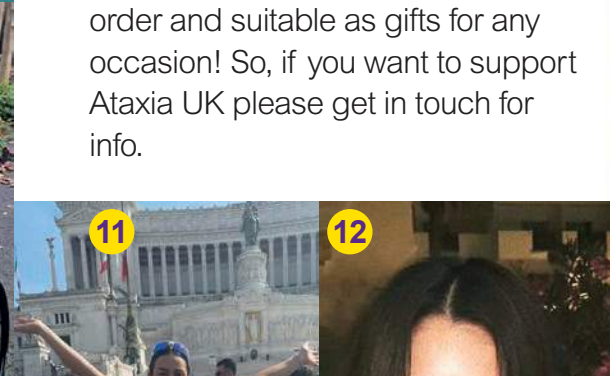 order and suitable as gifts for any
occasion! So, if you want to support
Ataxia UK please get in touch for
info.
11
12